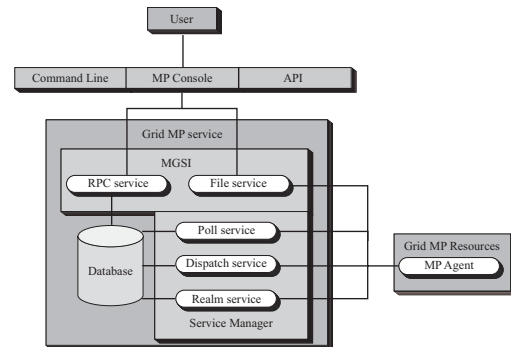 User
Command Line
MP Console
API
Grid MP service
MGSI
RPC service
File service
Poll service
Database
Dispatch service
Realm service
Service Manager
Grid MP Resources
MP Agent